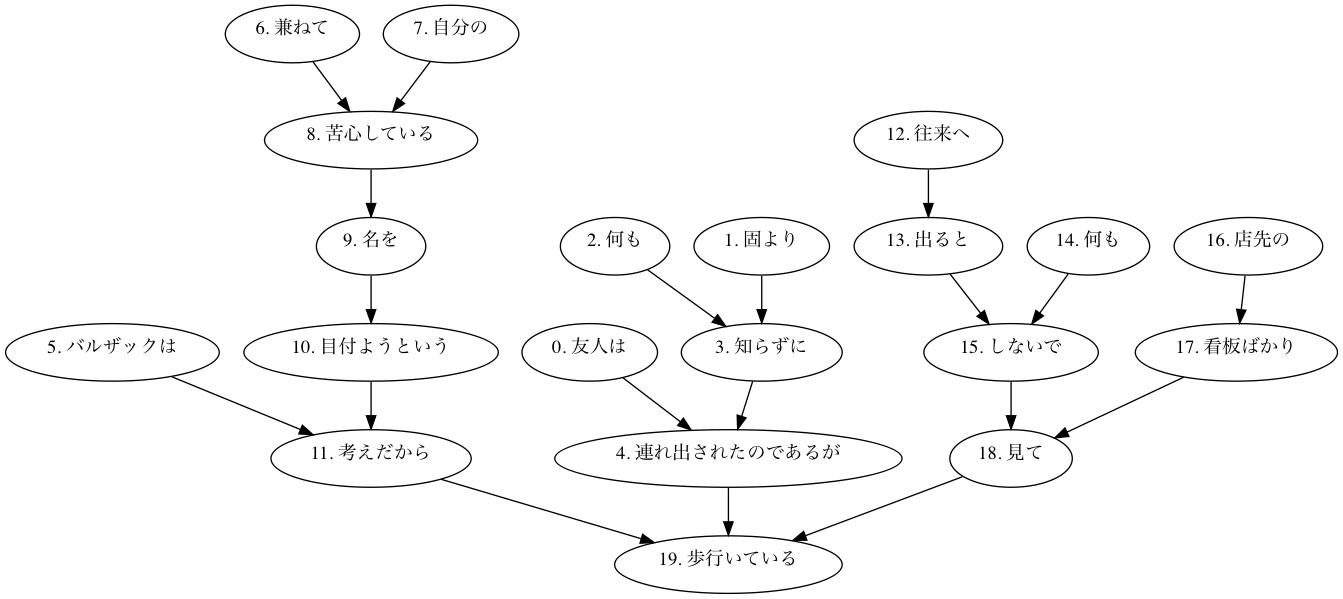 6. 兼ねて
7. 自分の
8. 苦心している
12. 往来へ
9. 名を
2. 何も
1. 固より
13. 出ると
14. 何も
16. 店先の
5. バルザックは
10. 目付ようという
0. 友人は
3. 知らずに
15. しないで
17. 看板ばかり
11. 考えだから
4. 連れ出されたのであるが
18. 見て
19. 歩行いている